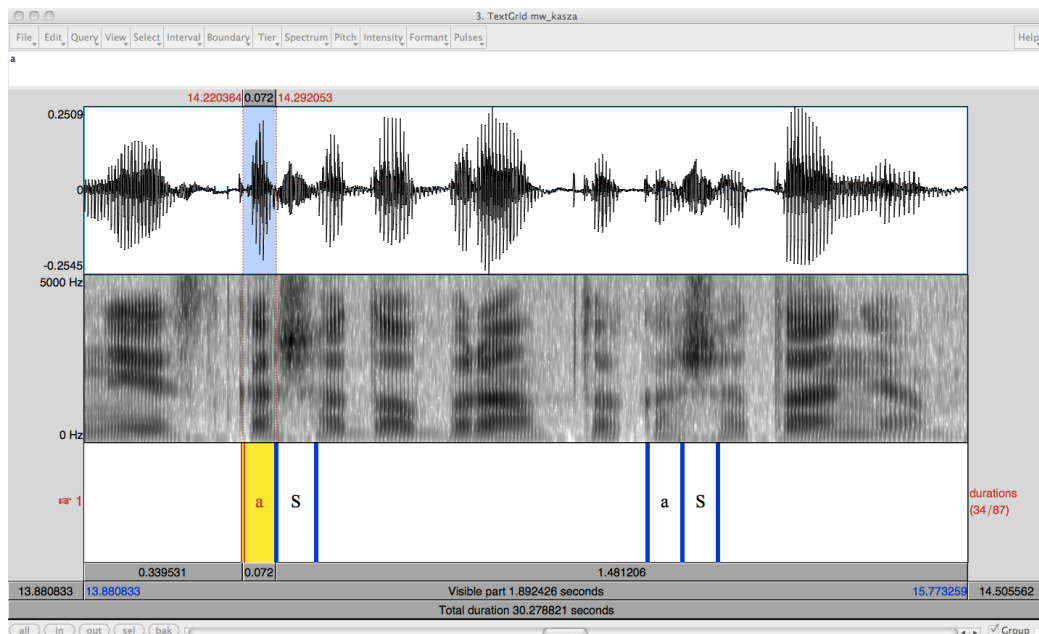 3. TextGrid mw_kasza
File Edit Query View Select Interval Boundary Tier Spectrum Pitch Intensity Formant Pulses Help
a
14.220364 0.072 14.292053
0.2509
0
-0.2545
5000 Hz
0 Hz
☞ 1 a S a S durations
(34/87)
0.339531 0.072 1.481206
13.880833 13.880833 Visible part 1.892426 seconds 15.773259 14.505562
Total duration 30.278821 seconds
all in out sel bak Group